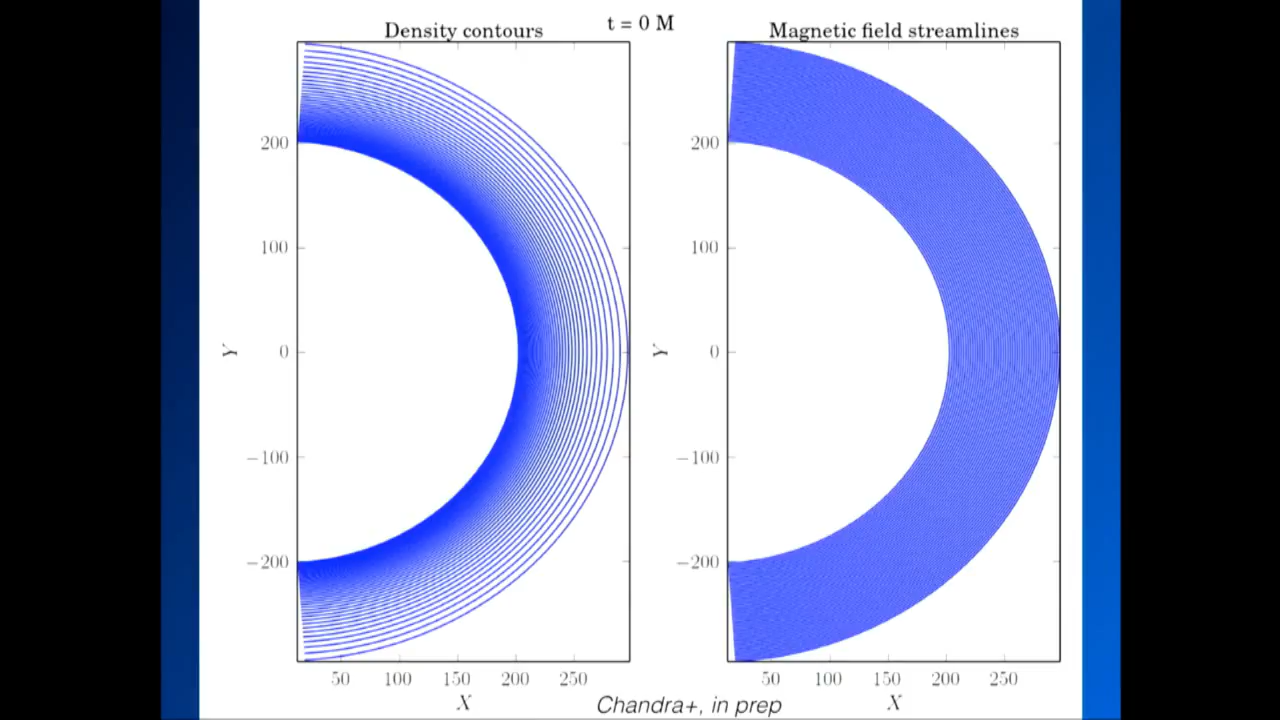 t = 0 M
Density contours
Magnetic field streamlines
200
100
0
−100
−200
Y
50 100 150 200 250
X
200
100
0
−100
−200
Y
50 100 150 200 250
X
Chandra+, in prep